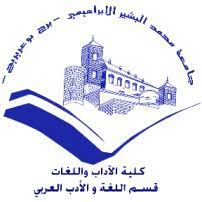 جامعة محمد البشير الإبراهيمي - برج بوعريريج -
كلية الآداب واللغات
قسم اللغة و الأدب العربي